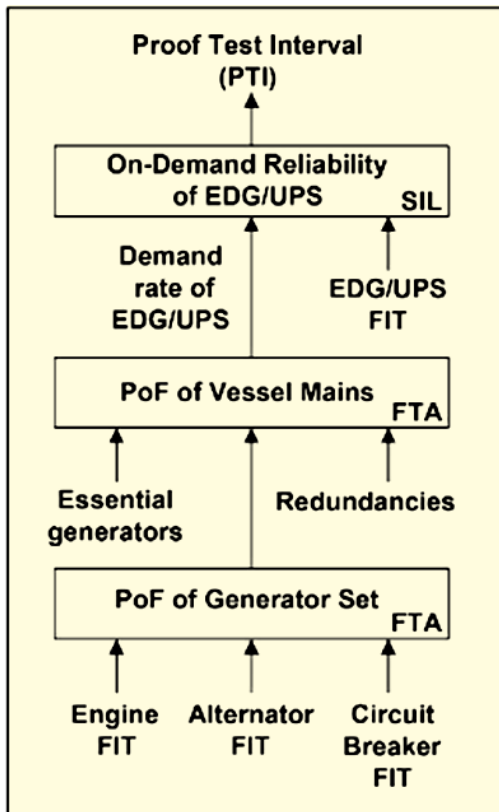 Proof Test Interval
(PTI)
On-Demand Reliability
of EDG/UPS
SIL
Demand
rate of
EDG/UPS
EDG/UPS
FIT
PoF of Vessel Mains
FTA
Essential
generators
Redundancies
PoF of Generator Set
FTA
Engine
FIT
Alternator
FIT
Circuit
Breaker
FIT